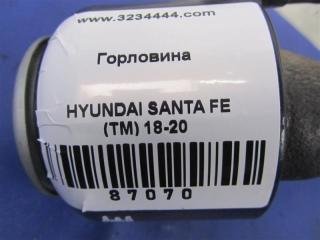 www.3234444.com
Горловина
HYUNDAI SANTA FE
(TM) 18-20
87070